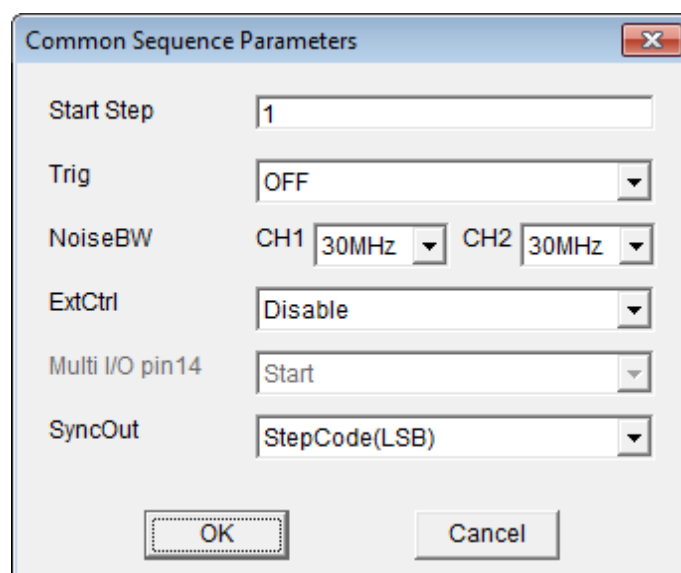 Common Sequence Parameters
Start Step 1
Trig OFF
NoiseBW CH1 30MHz CH2 30MHz
ExtCtrl Disable
Multi I/O pin14 Start
SyncOut StepCode(LSB)
OK Cancel